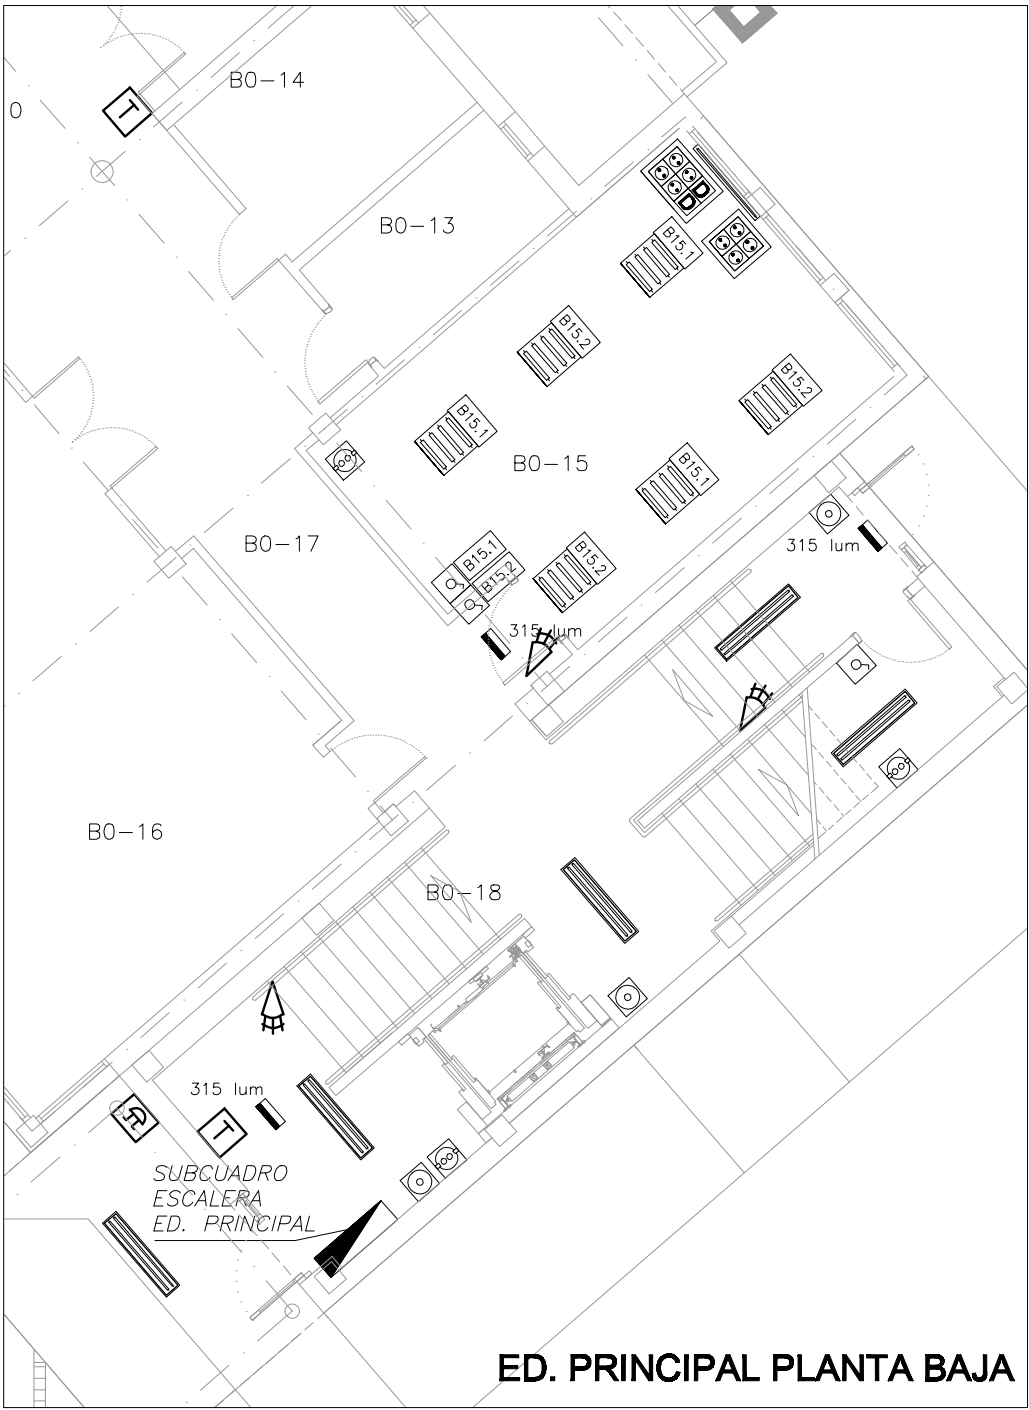 B0-14
0
T
B0-13
D
D
B15.1
B15.2
B15.2
B15.1
B0-15
B15.1
B0-17
315 lum
B15.1
B15.2
B15.2
315 lum
B0-16
B0-18
315 lum
T
SUBCUADRO
ESCALERA
ED. PRINCIPAL
ED. PRINCIPAL PLANTA BAJA